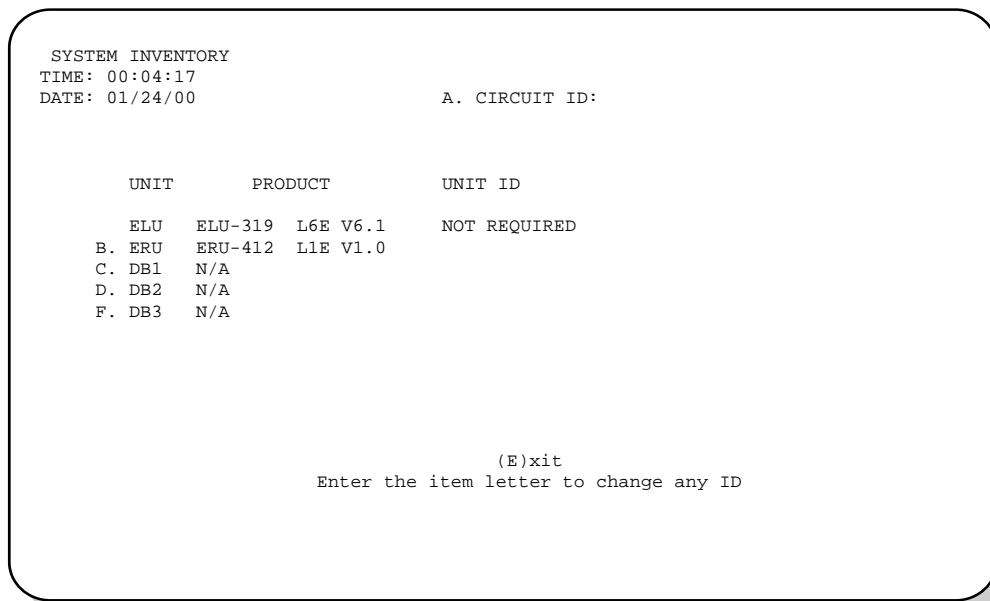 SYSTEM INVENTORY
TIME: 00:04:17
DATE: 01/24/00 A. CIRCUIT ID:
UNIT PRODUCT UNIT ID
ELU ELU-319 L6E V6.1 NOT REQUIRED
B. ERU ERU-412 L1E V1.0
C. DB1 N/A
D. DB2 N/A
F. DB3 N/A
(E)xit
Enter the item letter to change any ID